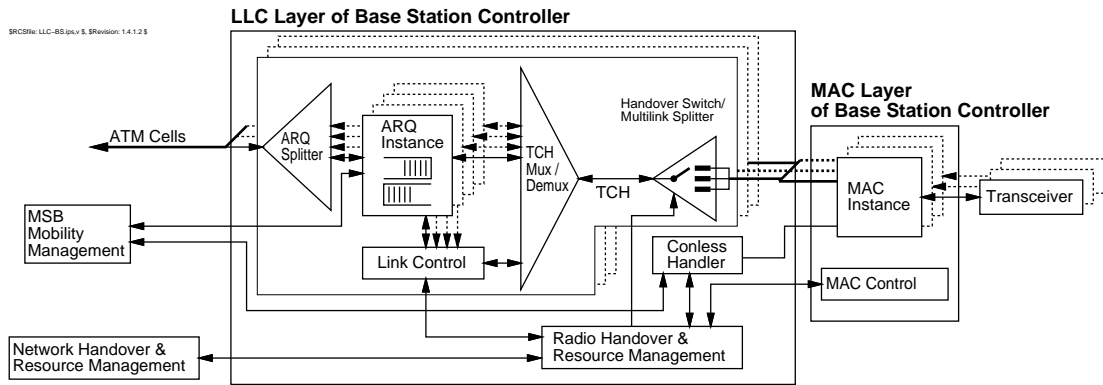 LLC Layer of Base Station Controller
$RCSfile: LLC-BS.ips,v $, $Revision: 1.4.1.2 $
MAC Layer
of Base Station Controller
Handover Switch/
Multilink Splitter
ATM Cells
ARQ
Splitter
ARQ
Instance
TCH
Mux /
Demux
TCH
MAC
Instance
Transceiver
MSB
Mobility
Management
Link Control
Conless
Handler
MAC Control
Radio Handover &
Resource Management
Network Handover &
Resource Management